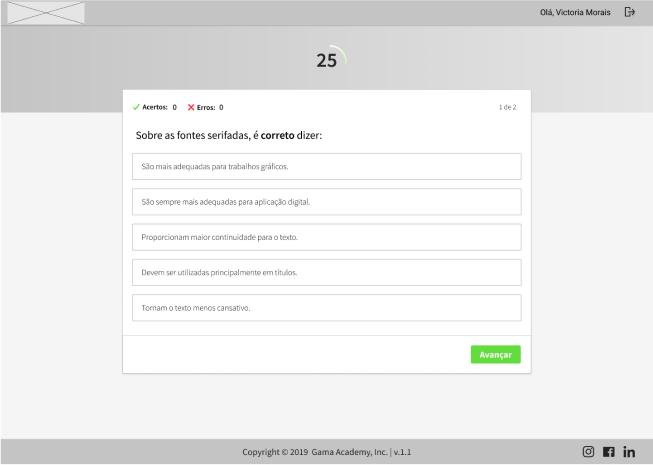 Olá, Victoria Morais
25
Acertos: 0 Erros: 0 1 de 2
Sobre as fontes serifadas, é correto dizer:
São mais adequadas para trabalhos gráficos.
São sempre mais adequadas para aplicação digital.
Proporcionam maior continuidade para o texto.
Devem ser utilizadas principalmente em títulos.
Tornam o texto menos cansativo.
Avançar
Copyright © 2019 Gama Academy, Inc. | v.1.1